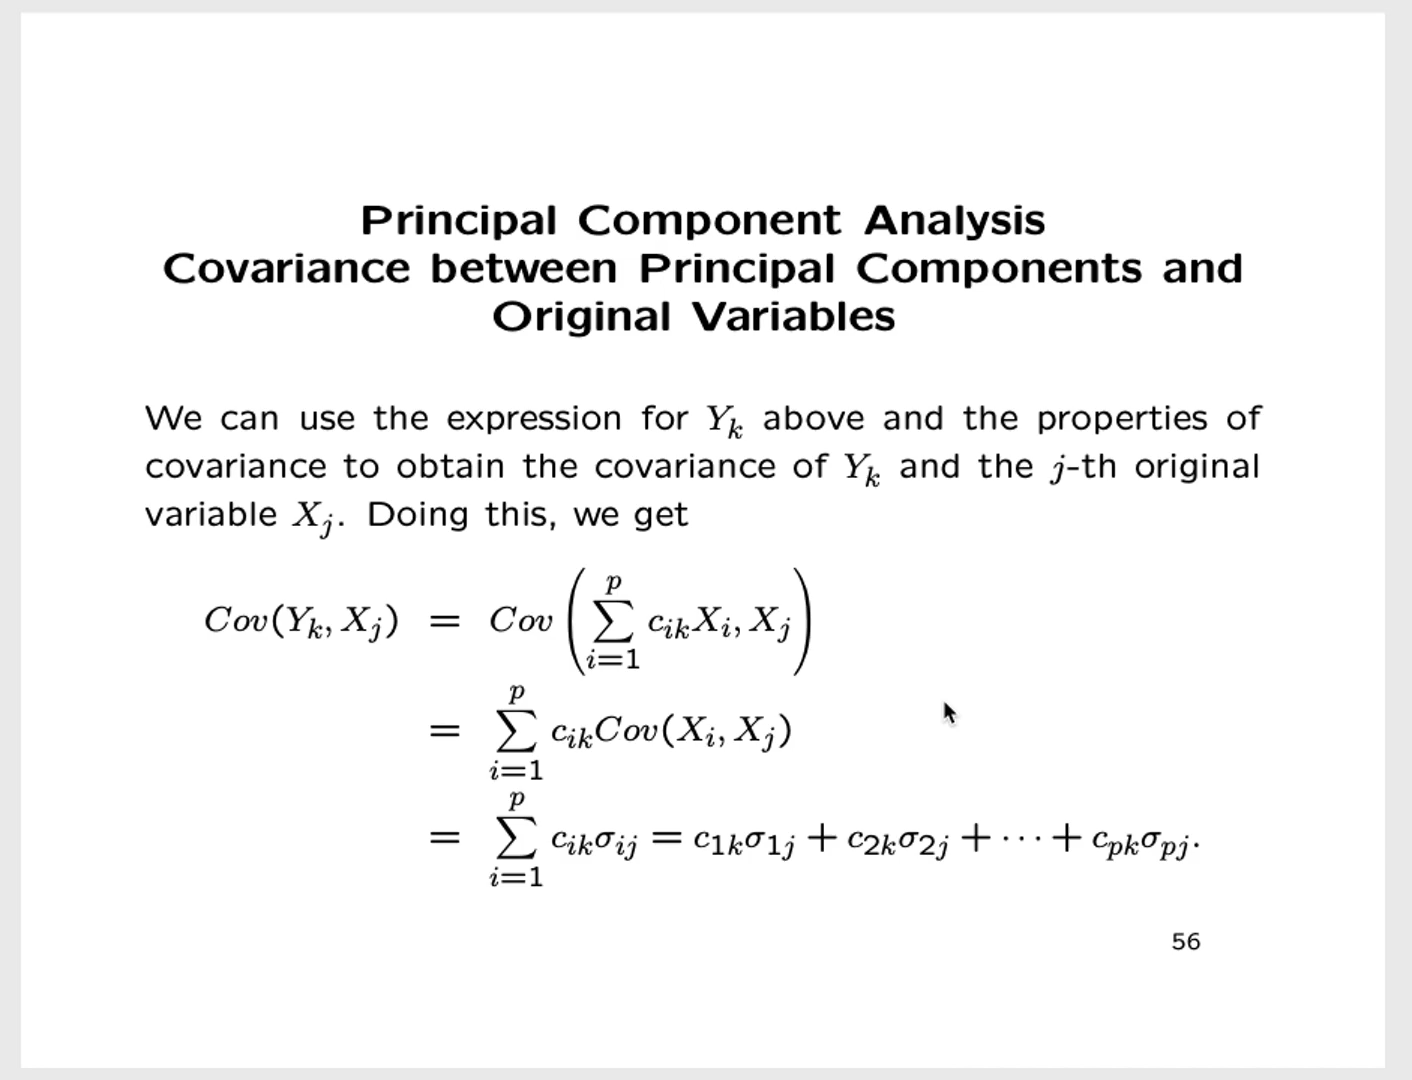 Principal Component Analysis
Covariance between Principal Components and
Original Variables
We can use the expression for Y_k above and the properties of
covariance to obtain the covariance of Y_k and the j-th original
variable X_j. Doing this, we get
Cov(Y_k, X_j) = Cov(∑_{i=1}^{p} c_{ik}X_i, X_j)
= ∑_{i=1}^{p} c_{ik}Cov(X_i, X_j)
= ∑_{i=1}^{p} c_{ik}σ_{ij} = c_{1k}σ_{1j} + c_{2k}σ_{2j} + ··· + c_{pk}σ_{pj}.
56